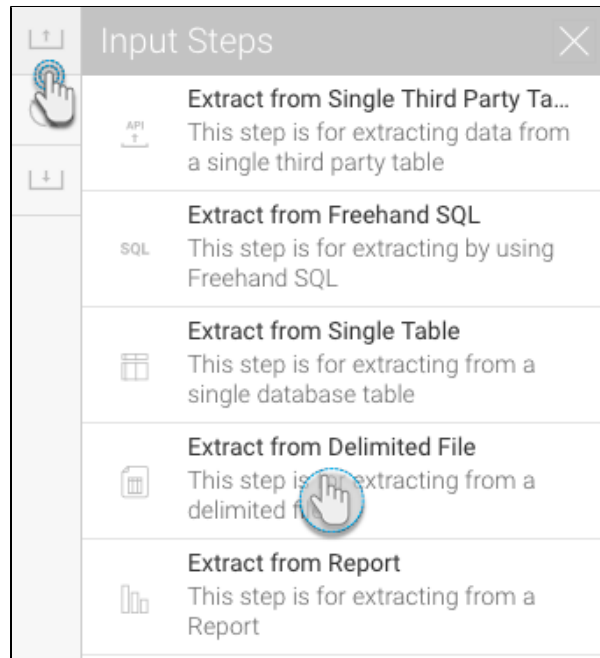 Input Steps
Extract from Single Third Party Ta...
API
This step is for extracting data from
a single third party table
Extract from Freehand SQL
SQL
This step is for extracting by using
Freehand SQL
Extract from Single Table
This step is for extracting from a
single database table
Extract from Delimited File
This step is extracting from a
delimited
Extract from Report
This step is for extracting from a
Report